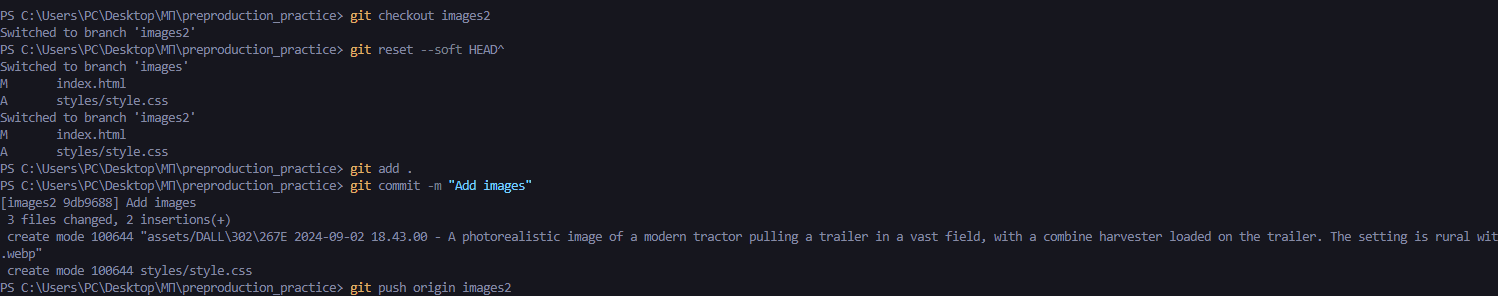 PS C:\Users\PC\Desktop\МП\preproduction_practice> git checkout images2
Switched to branch 'images2'
PS C:\Users\PC\Desktop\МП\preproduction_practice> git reset --soft HEAD^
Switched to branch 'images'
M       index.html
A       styles/style.css
Switched to branch 'images2'
M       index.html
A       styles/style.css
PS C:\Users\PC\Desktop\МП\preproduction_practice> git add .
PS C:\Users\PC\Desktop\МП\preproduction_practice> git commit -m "Add images"
[images2 9db9688] Add images
 3 files changed, 2 insertions(+)
 create mode 100644 "assets/DALL\302\267E 2024-09-02 18.43.00 - A photorealistic image of a modern tractor pulling a trailer in a vast field, with a combine harvester loaded on the trailer. The setting is rural wit
.webp"
 create mode 100644 styles/style.css
PS C:\Users\PC\Desktop\МП\preproduction_practice> git push origin images2